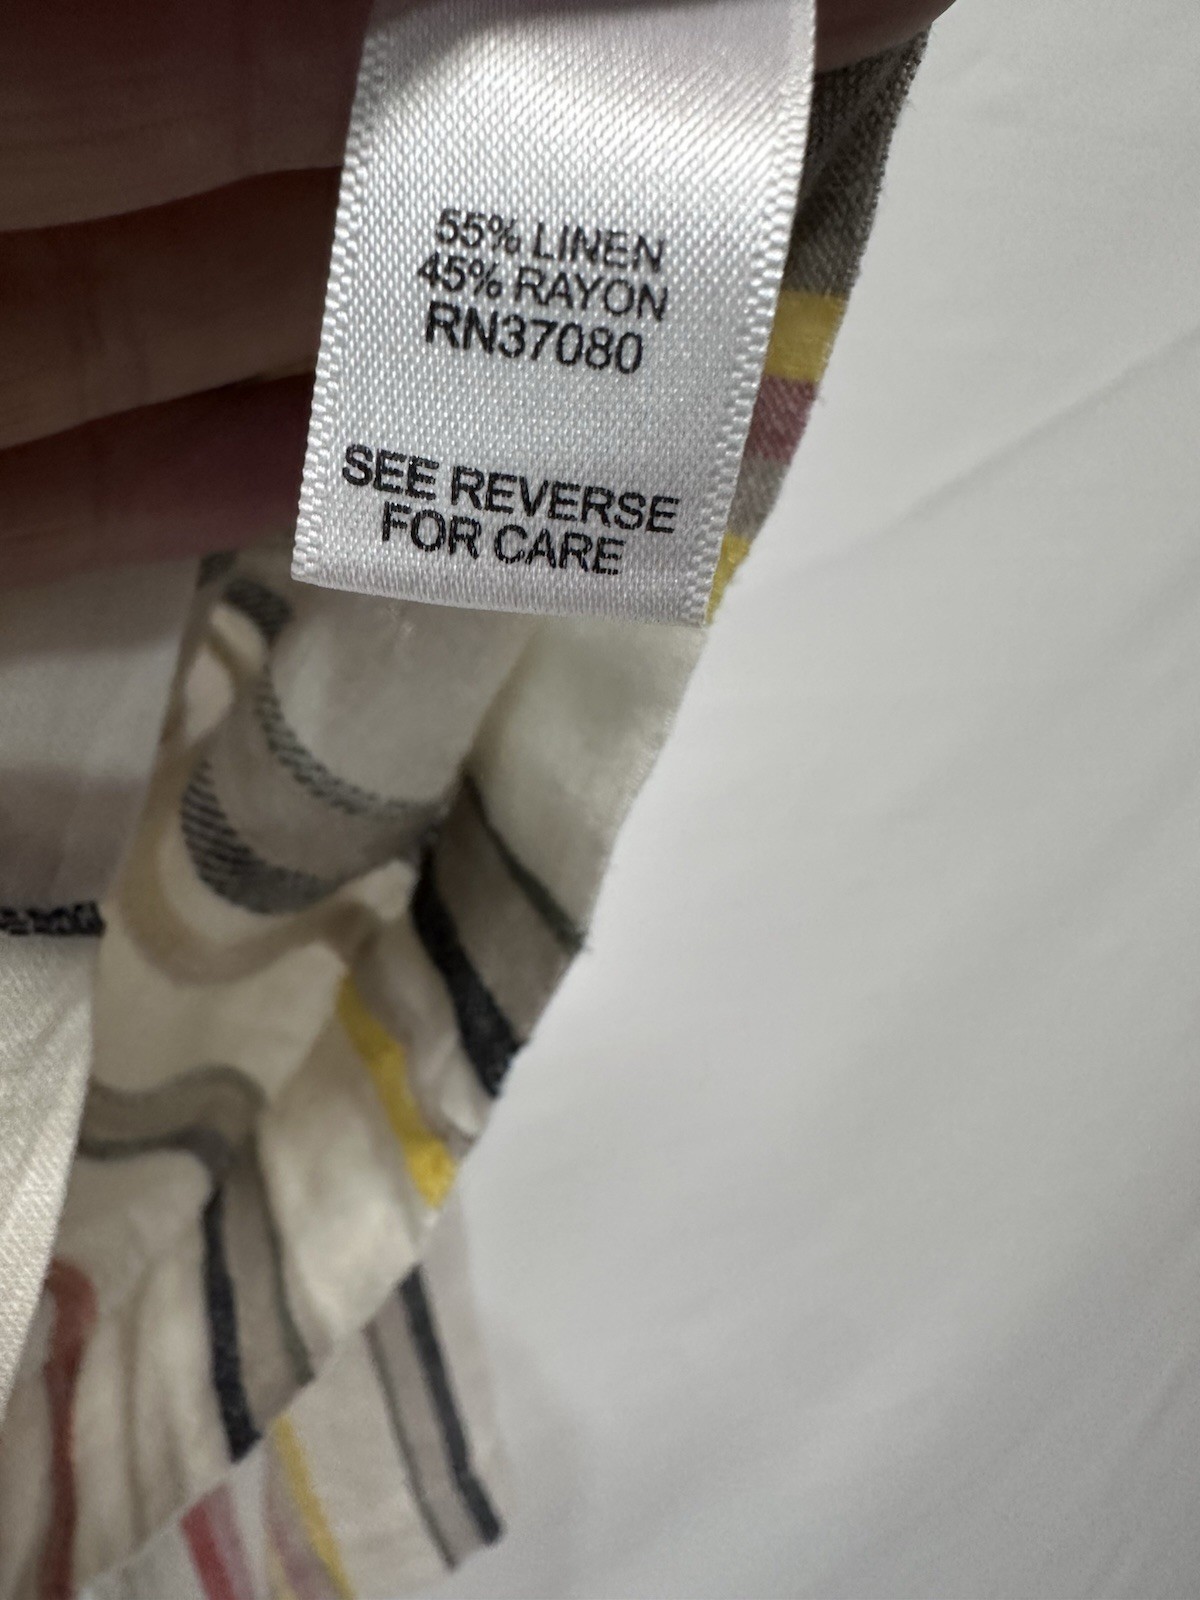 55% LINEN
45% RAYON
RN37080
SEE REVERSE
FOR CARE